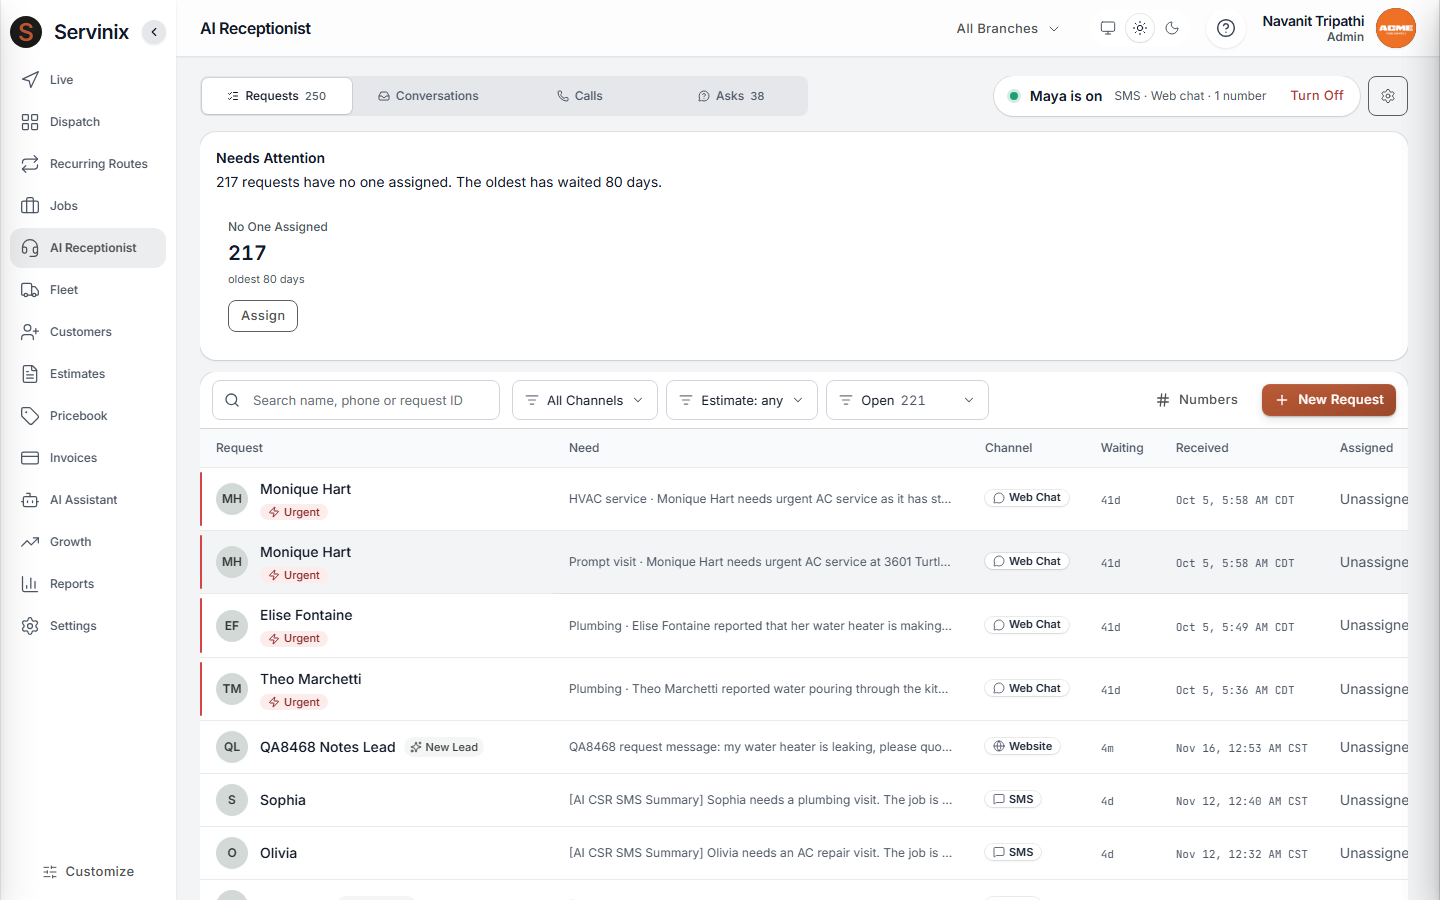 S Servinix
AI Receptionist
All Branches
Navanit Tripathi
Admin
ACME
Live
Dispatch
Recurring Routes
Jobs
AI Receptionist
Fleet
Customers
Estimates
Pricebook
Invoices
AI Assistant
Growth
Reports
Settings
Customize
Requests 250
Conversations
Calls
Asks 38
Maya is on SMS · Web chat · 1 number Turn Off
Needs Attention
217 requests have no one assigned. The oldest has waited 80 days.
No One Assigned
217
oldest 80 days
Assign
Search name, phone or request ID
All Channels
Estimate: any
Open 221
Numbers
New Request
Request Need Channel Waiting Received Assigned
MH Monique Hart
Urgent
HVAC service · Monique Hart needs urgent AC service as it has st... Web Chat 41d Oct 5, 5:58 AM CDT Unassigne
MH Monique Hart
Urgent
Prompt visit · Monique Hart needs urgent AC service at 3601 Turtl... Web Chat 41d Oct 5, 5:58 AM CDT Unassigne
EF Elise Fontaine
Urgent
Plumbing · Elise Fontaine reported that her water heater is making... Web Chat 41d Oct 5, 5:49 AM CDT Unassigne
TM Theo Marchetti
Urgent
Plumbing · Theo Marchetti reported water pouring through the kit... Web Chat 41d Oct 5, 5:36 AM CDT Unassigne
QL QA8468 Notes Lead New Lead QA8468 request message: my water heater is leaking, please quo... Website 4m Nov 16, 12:53 AM CST Unassigne
S Sophia [AI CSR SMS Summary] Sophia needs a plumbing visit. The job is ... SMS 4d Nov 12, 12:40 AM CST Unassigne
O Olivia [AI CSR SMS Summary] Olivia needs an AC repair visit. The job is ... SMS 4d Nov 12, 12:32 AM CST Unassigne